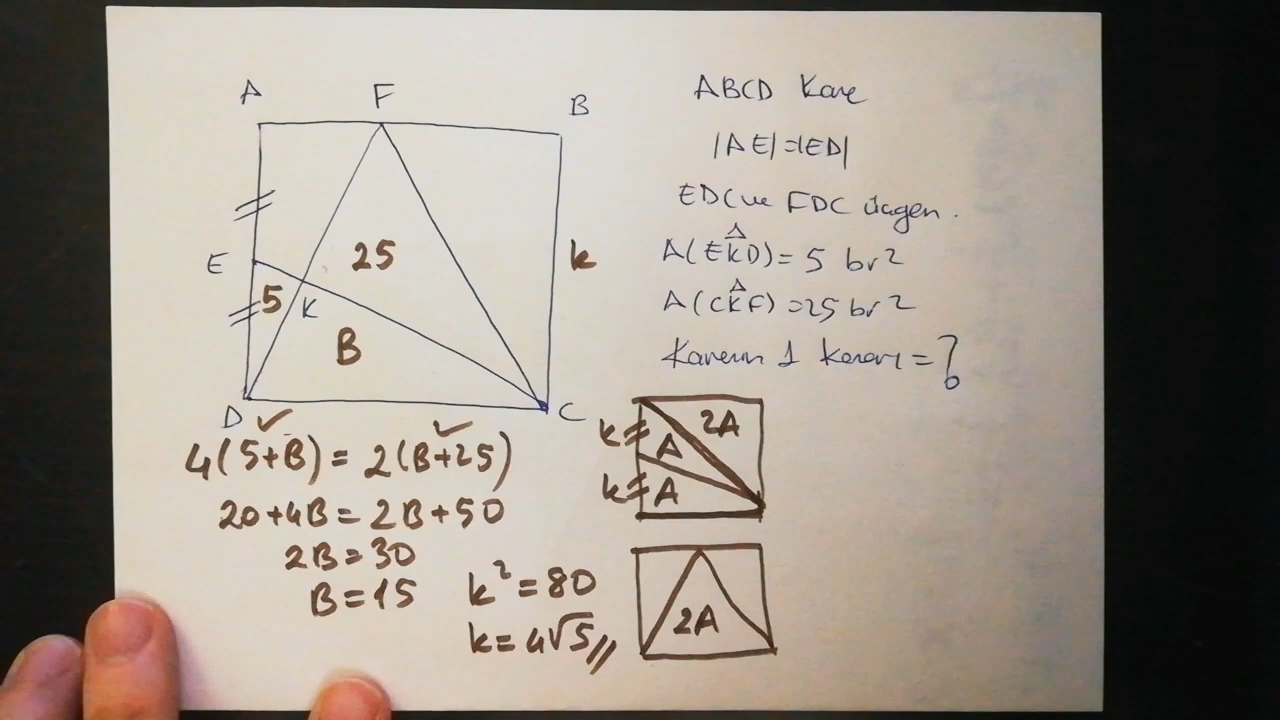 A F B
ABCD Kare
|AE|=|ED|
EDC ve FDC üçgen.
E 25 k
A(EKD)= 5 br²
5 K
A(CKF)=25 br²
B
Karenin 1 kenarı = ?
D C
4(5+B) = 2(B+25)
20+4B = 2B+50
2B=30
B=15
k²=80
k=4√5 //
k A 2A
k A
2A